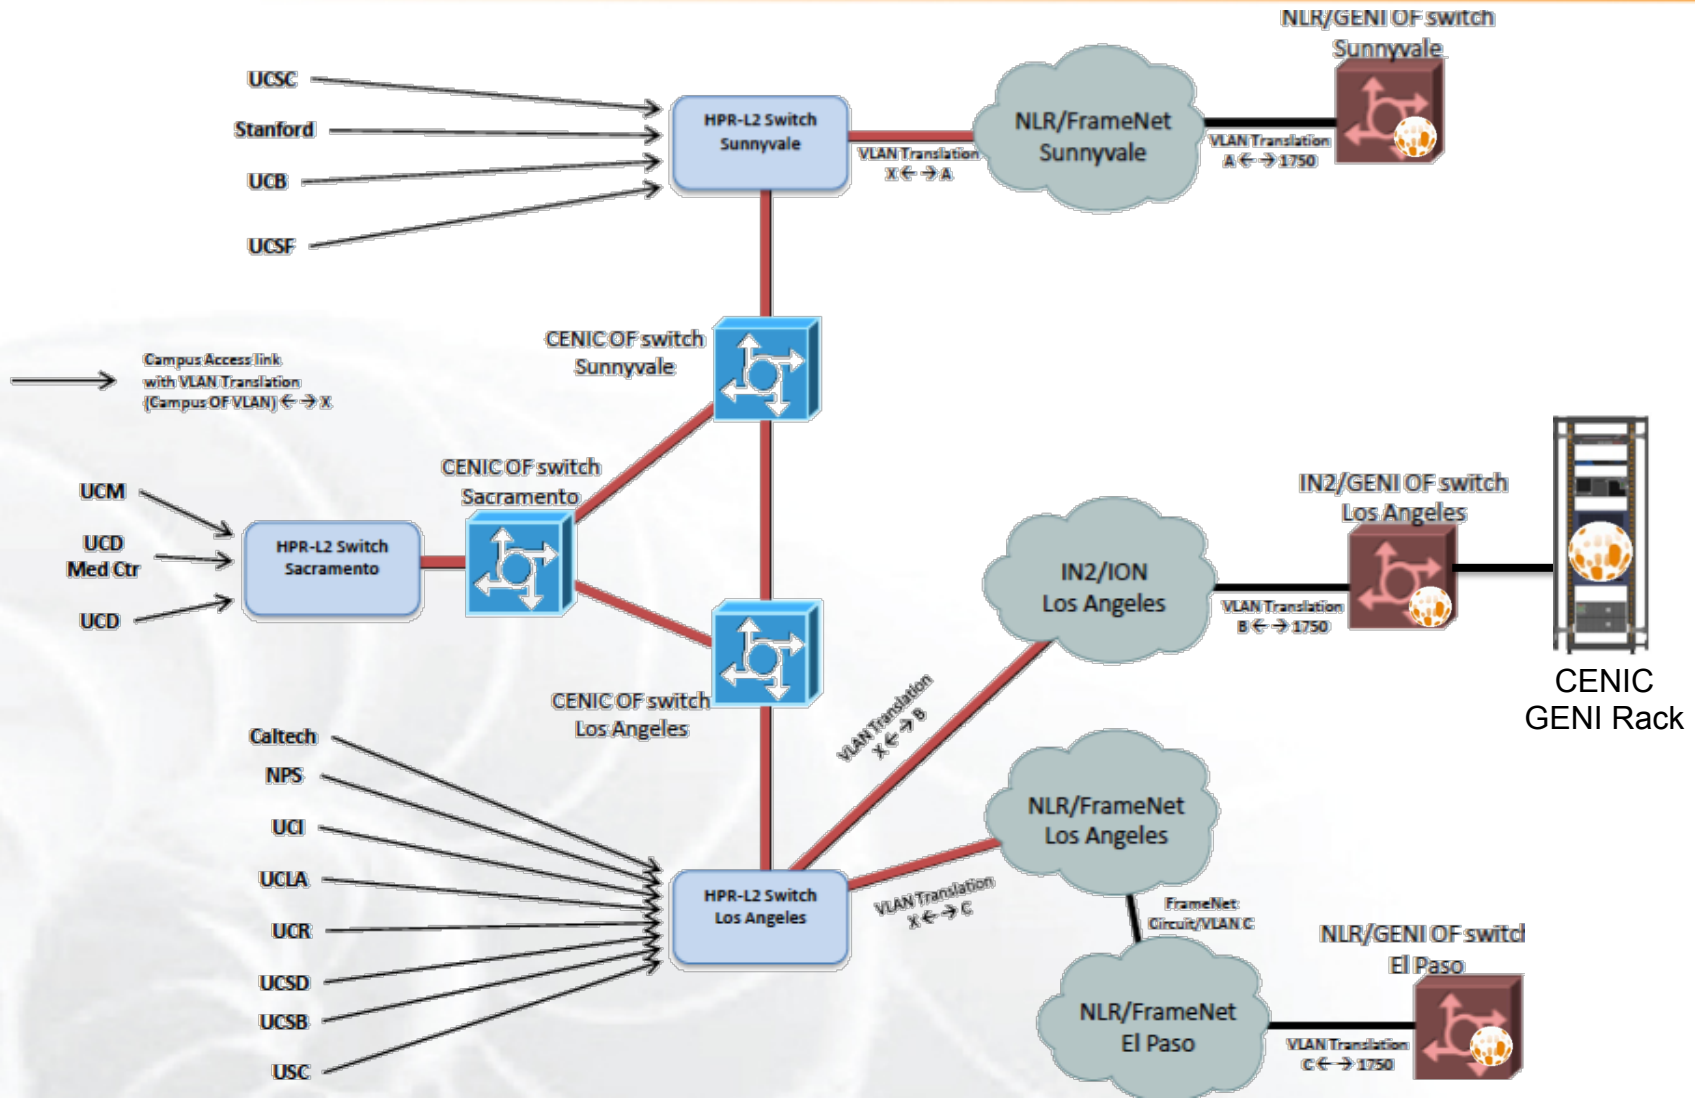 NLR/GENI OF switch
Sunnyvale
UCSC
Stanford
UCB
UCSF
HPR-L2 Switch
Sunnyvale
VLAN Translation
X ← → A
NLR/FrameNet
Sunnyvale
VLAN Translation
A ← → 1750
CENIC OF switch
Sunnyvale
Campus Access link
with VLAN Translation
(Campus OF VLAN) ← → X
CENIC OF switch
Sacramento
UCM
UCD
Med Ctr
UCD
HPR-L2 Switch
Sacramento
IN2/GENI OF switch
Los Angeles
IN2/ION
Los Angeles
VLAN Translation
B ← → 1750
CENIC
GENI Rack
CENIC OF switch
Los Angeles
VLAN Translation
X ← → B
Caltech
NPS
UCI
UCLA
UCR
UCSD
UCSB
USC
HPR-L2 Switch
Los Angeles
NLR/FrameNet
Los Angeles
VLAN Translation
X ← → C
FrameNet
Circuit/VLAN C
NLR/FrameNet
El Paso
NLR/GENI OF switch
El Paso
VLAN Translation
C ← → 1750